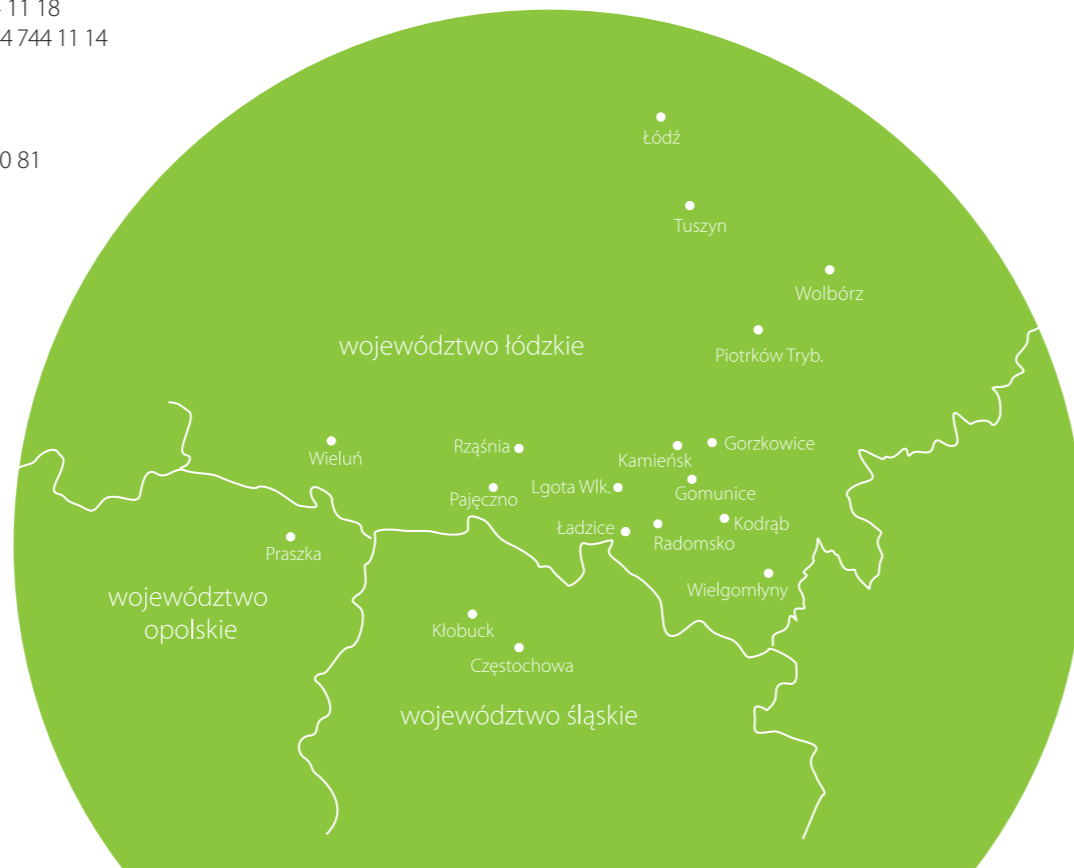 11 18
4 744 11 14
0 81
Łódź
Tuszyn
Wolbórz
województwo łódzkie
Piotrków Tryb.
Wieluń
Rząśnia
Kamieńsk
Gorzkowice
Pajęczno
Lgota Wlk.
Gomunice
Praszka
Ładzice
Radomsko
Kodrąb
województwo
opolskie
Wielgomłyny
Kłobuck
Częstochowa
województwo śląskie